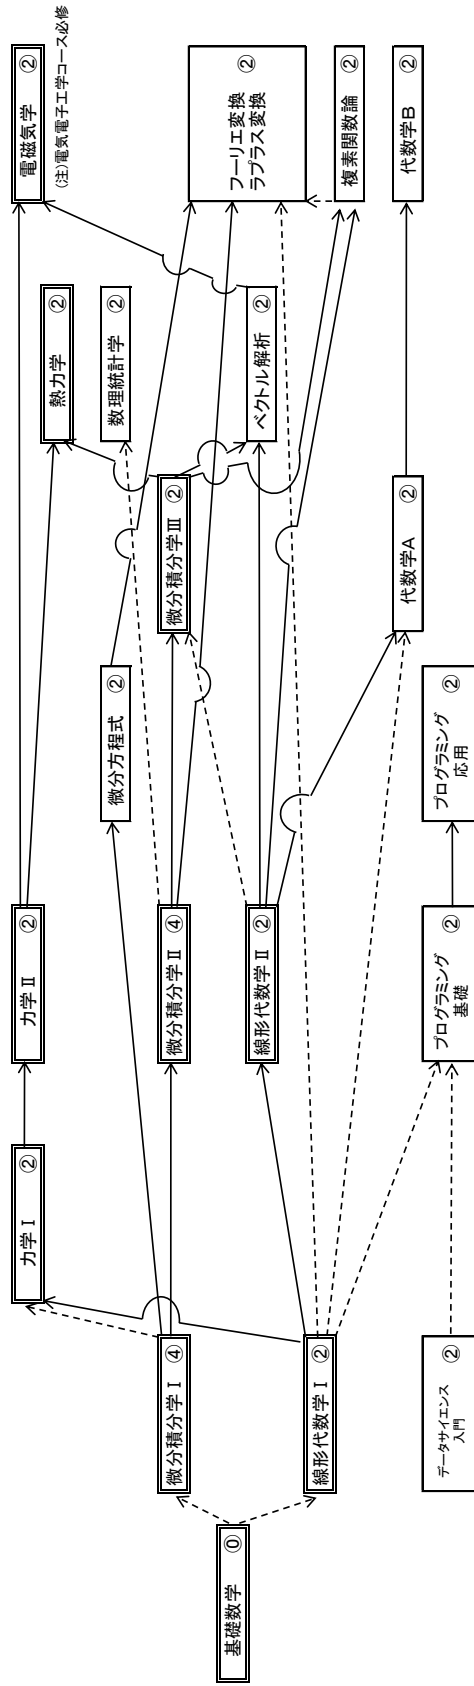 基礎数学 ⓪
微分積分学Ⅰ ④
線形代数学Ⅰ ②
データサイエンス
入門 ②
力学Ⅰ ②
力学Ⅱ ②
微分積分学Ⅱ ④
線形代数学Ⅱ ②
プログラミング
基礎 ②
微分方程式 ②
プログラミング
応用 ②
微分積分学Ⅲ ②
代数学A ②
熱力学 ②
数理統計学 ②
ベクトル解析 ②
電磁気学 ②
(注)電気電子工学コース必修
フーリエ変換
ラプラス変換 ②
複素関数論 ②
代数学B ②